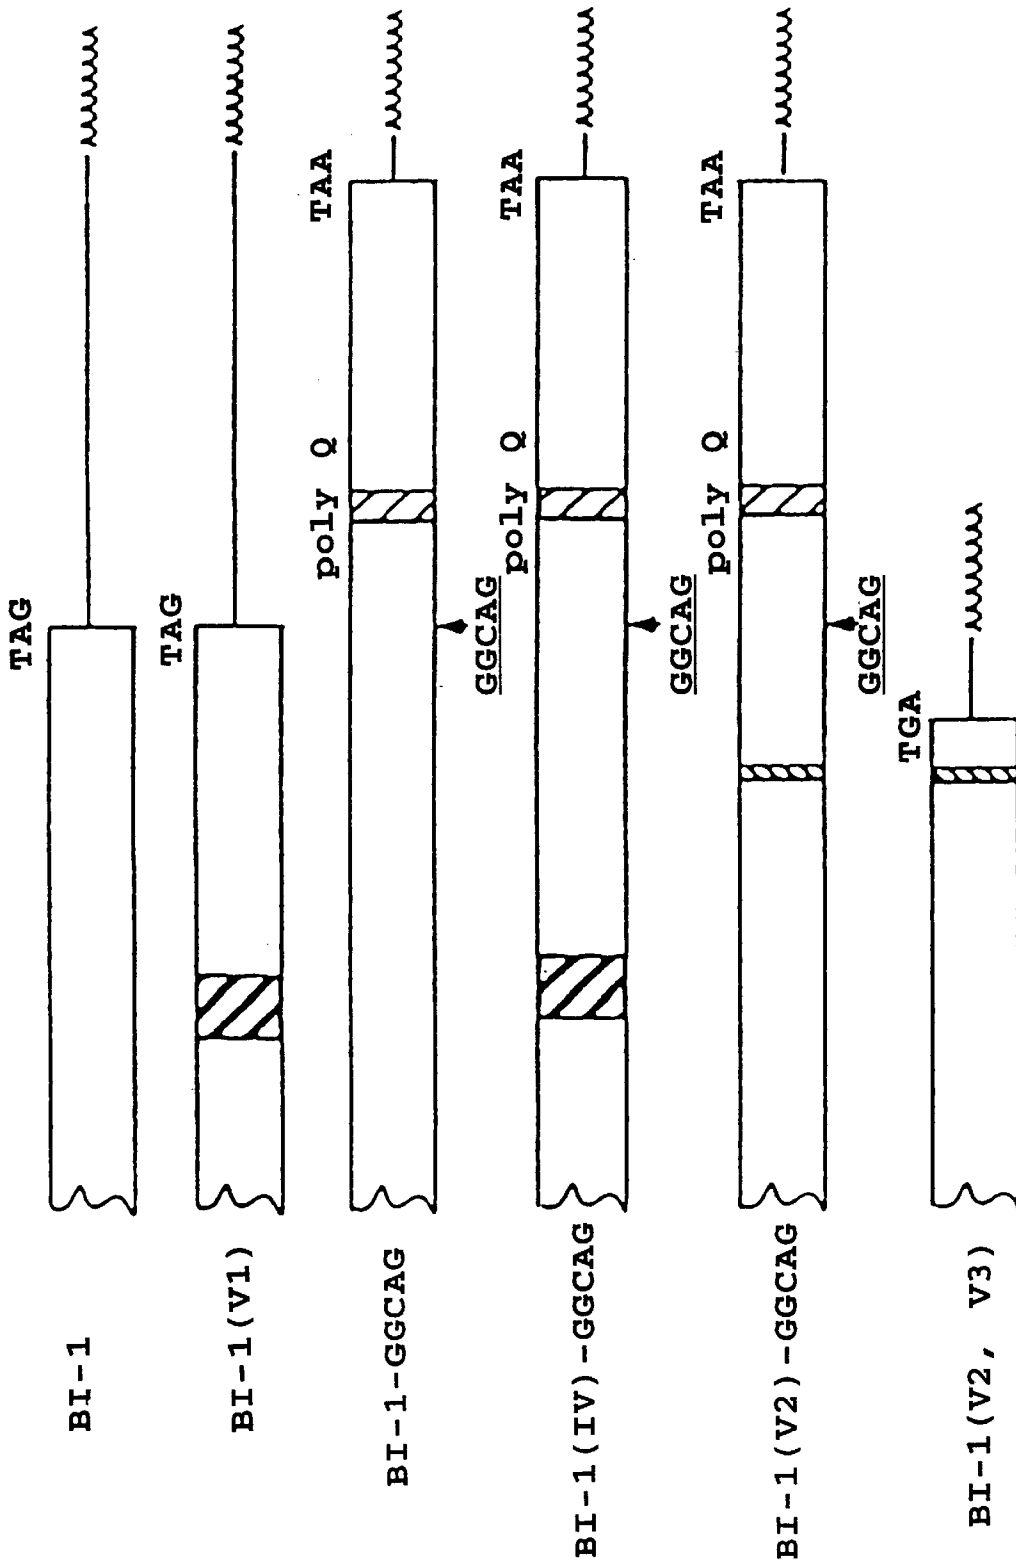 BI-1
TAG
BI-1(V1)
TAG
BI-1-GGCAG
poly Q
TAA
GGCAG
BI-1(IV)-GGCAG
poly Q
TAA
GGCAG
BI-1(V2)-GGCAG
poly Q
TAA
GGCAG
BI-1(V2, V3)
TGA